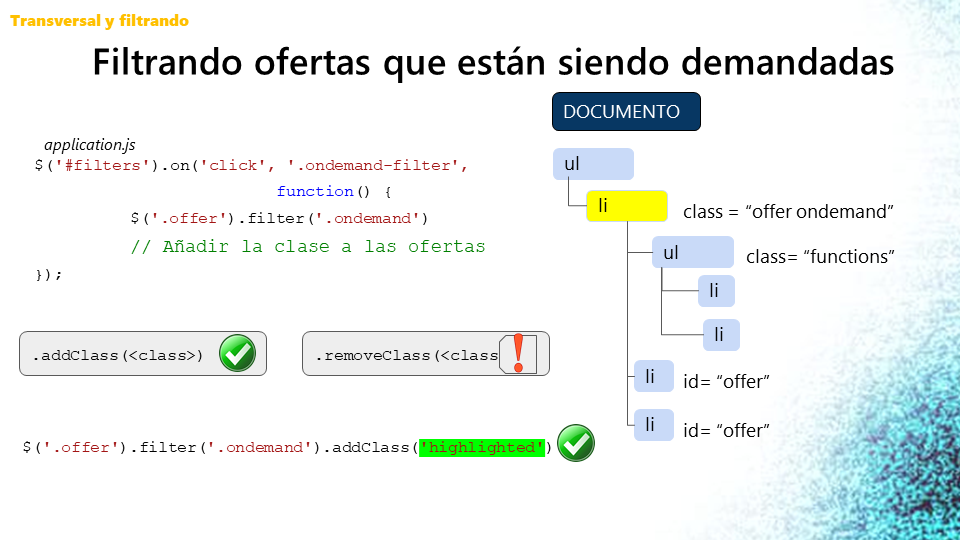 Transversal y filtrando
Filtrando ofertas que están siendo demandadas
DOCUMENTO
application.js
$('#filters').on('click', '.ondemand-filter',
function() {
$('.offer').filter('.ondemand')
// Añadir la clase a las ofertas
});
ul
li
class = “offer ondemand”
ul
class= “functions”
li
li
li
id= “offer”
li
id= “offer”
.addClass(<class>)
.removeClass(<class
$('.offer').filter('.ondemand').addClass('highlighted')